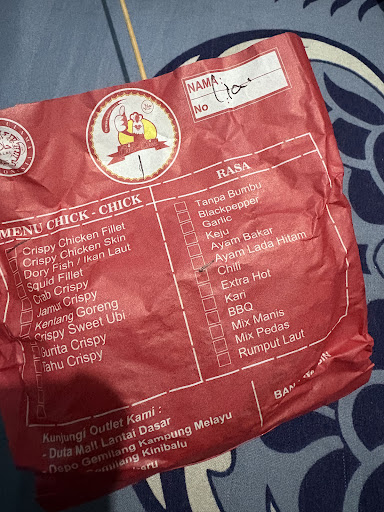 NAMA :
No
MENU CHICK - CHICK
Crispy Chicken Fillet
Crispy Chicken Skin
Dory Fish / Ikan Laut
Squid Fillet
Crab Crispy
Jamur Crispy
Kentang Goreng
Crispy Sweet Ubi
Gurita Crispy
Tahu Crispy
RASA
Tanpa Bumbu
Blackpepper
Garlic
Keju
Ayam Bakar
Ayam Lada Hitam
Chili
Extra Hot
Kari
BBQ
Mix Manis
Mix Pedas
Rumput Laut
Kunjungi Outlet Kami :
- Duta Mall Lantai Dasar
- Depo Gemilang Kampung Melayu
Gemilang Kinibalu